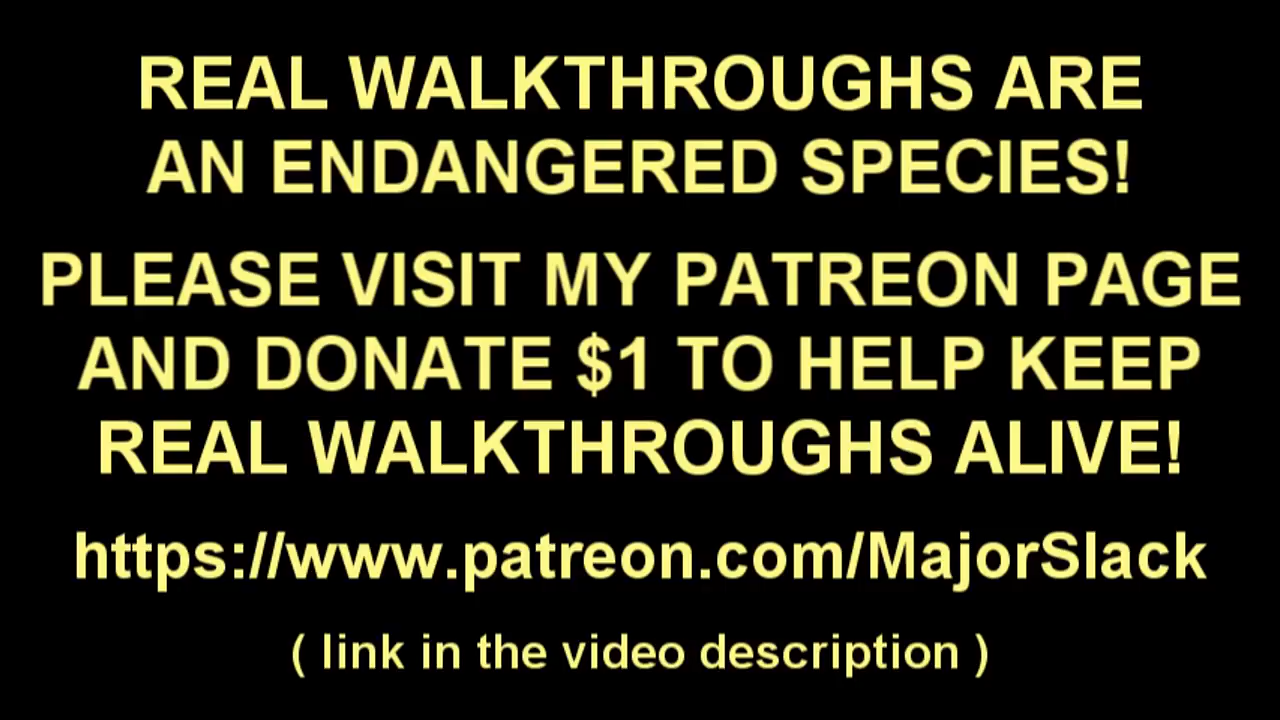 REAL WALKTHROUGHS ARE
AN ENDANGERED SPECIES!
PLEASE VISIT MY PATREON PAGE
AND DONATE $1 TO HELP KEEP
REAL WALKTHROUGHS ALIVE!
https://www.patreon.com/MajorSlack
( link in the video description )